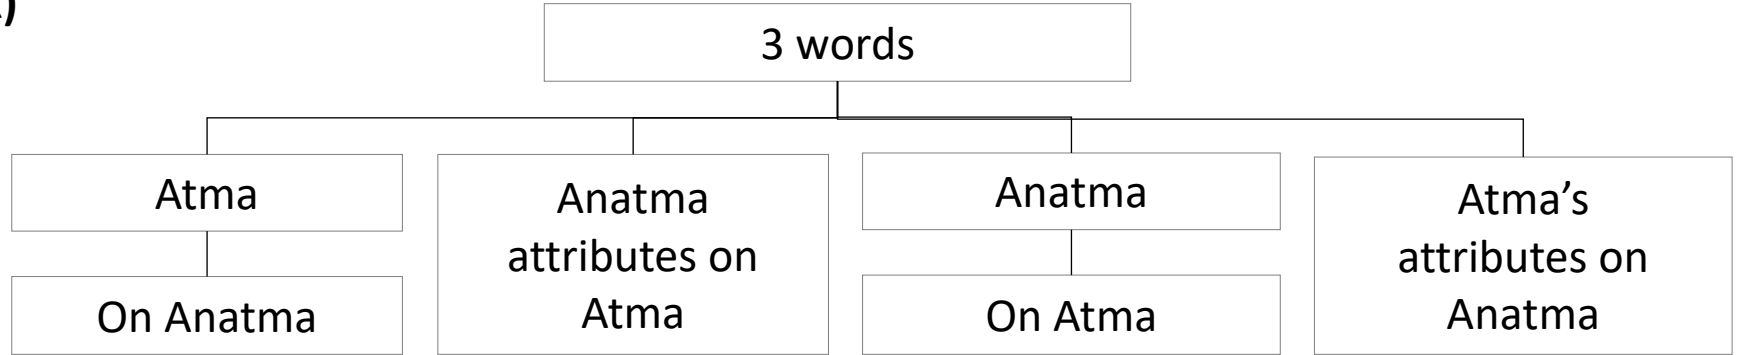 )
3 words
Atma
On Anatma
Anatma
attributes on
Atma
Anatma
On Atma
Atma’s
attributes on
Anatma